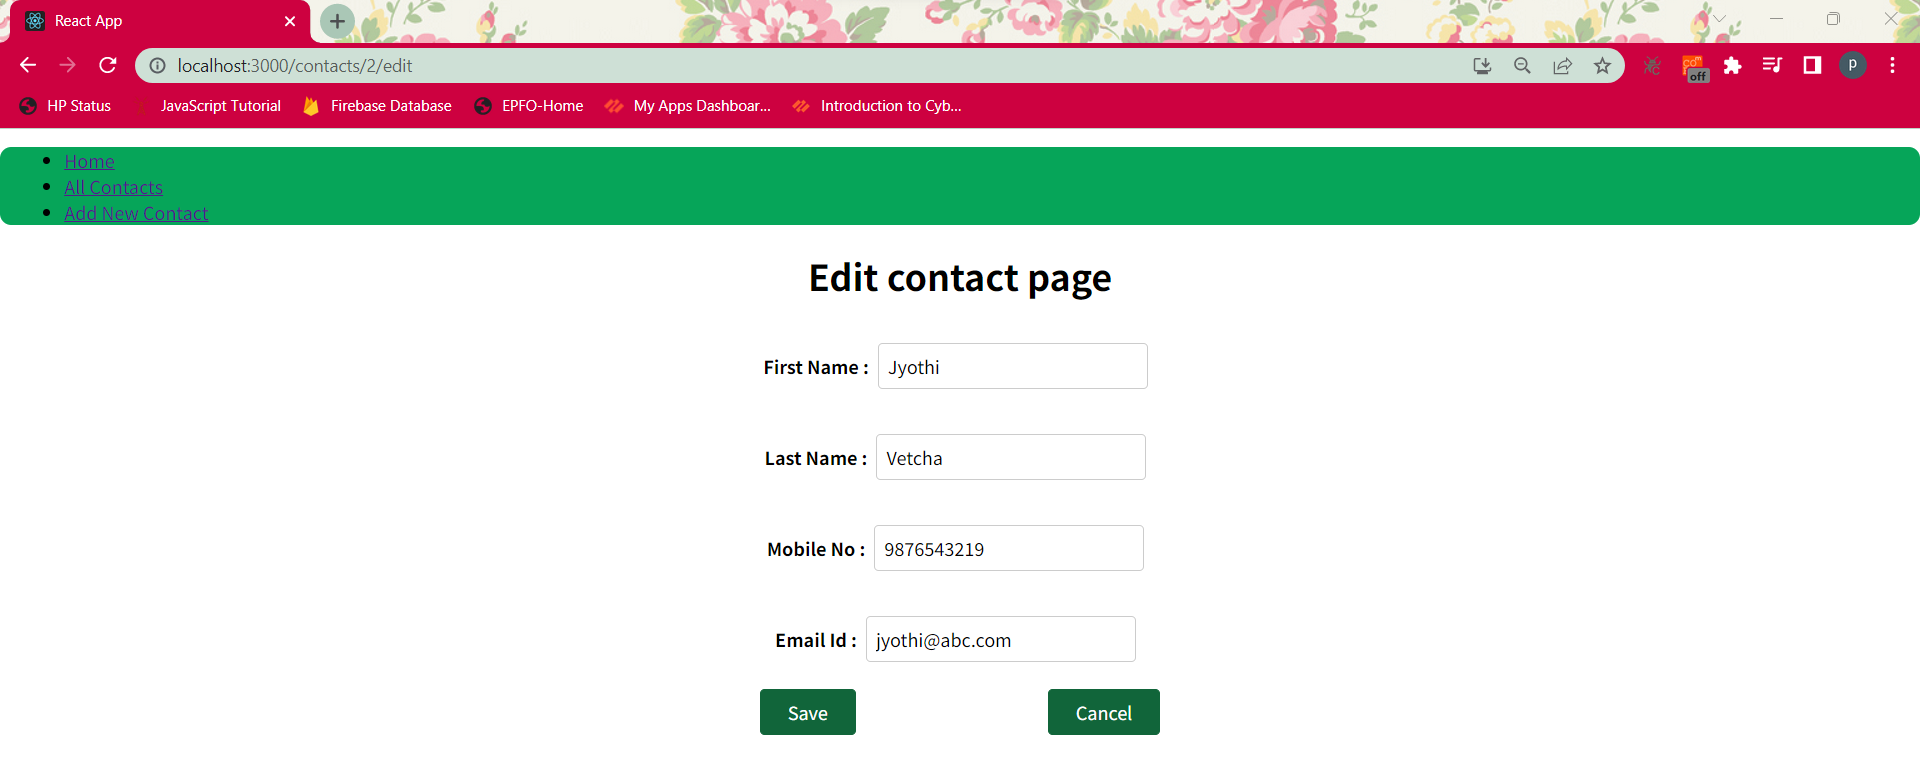 React App
localhost:3000/contacts/2/edit
off
p
HP Status JavaScript Tutorial Firebase Database EPFO-Home My Apps Dashboar... Introduction to Cyb...
Home
All Contacts
Add New Contact
Edit contact page
First Name : Jyothi
Last Name : Vetcha
Mobile No : 9876543219
Email Id : jyothi@abc.com
Save Cancel